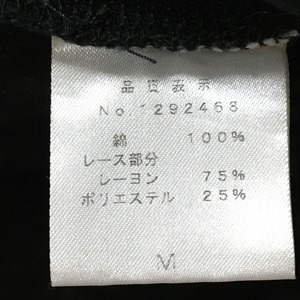 品質表示
No.1292468
綿 100%
レース部分
レーヨン 75%
ポリエステル 25%
M